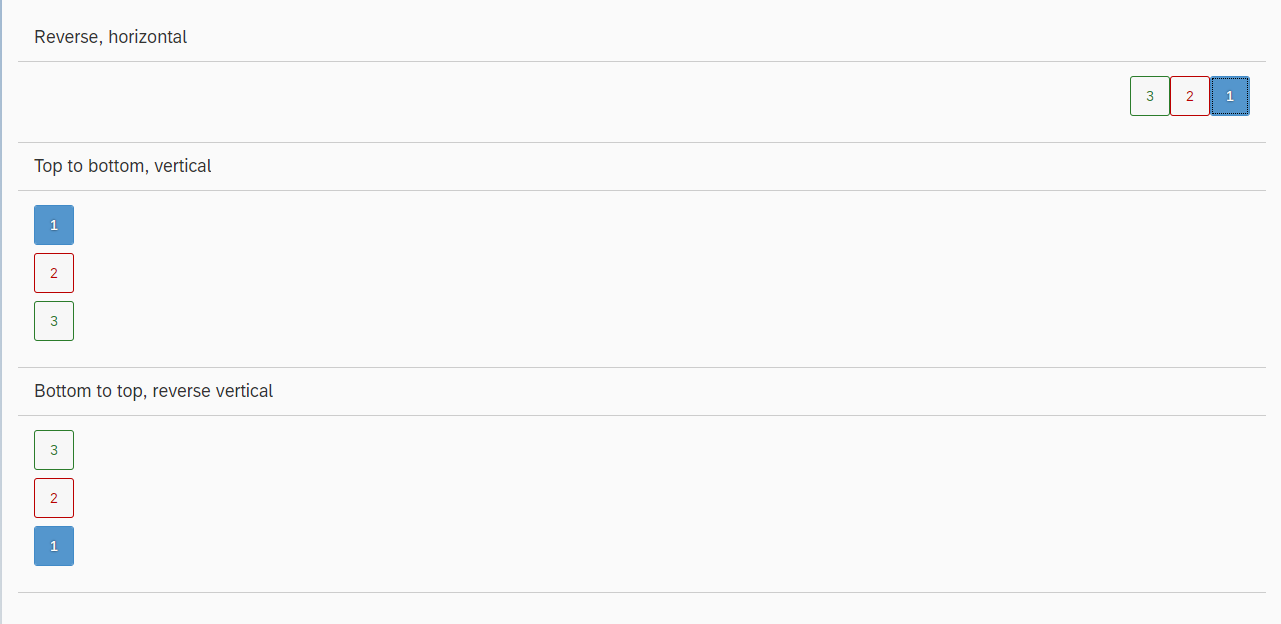 Reverse, horizontal
3 2 1
Top to bottom, vertical
1
2
3
Bottom to top, reverse vertical
3
2
1